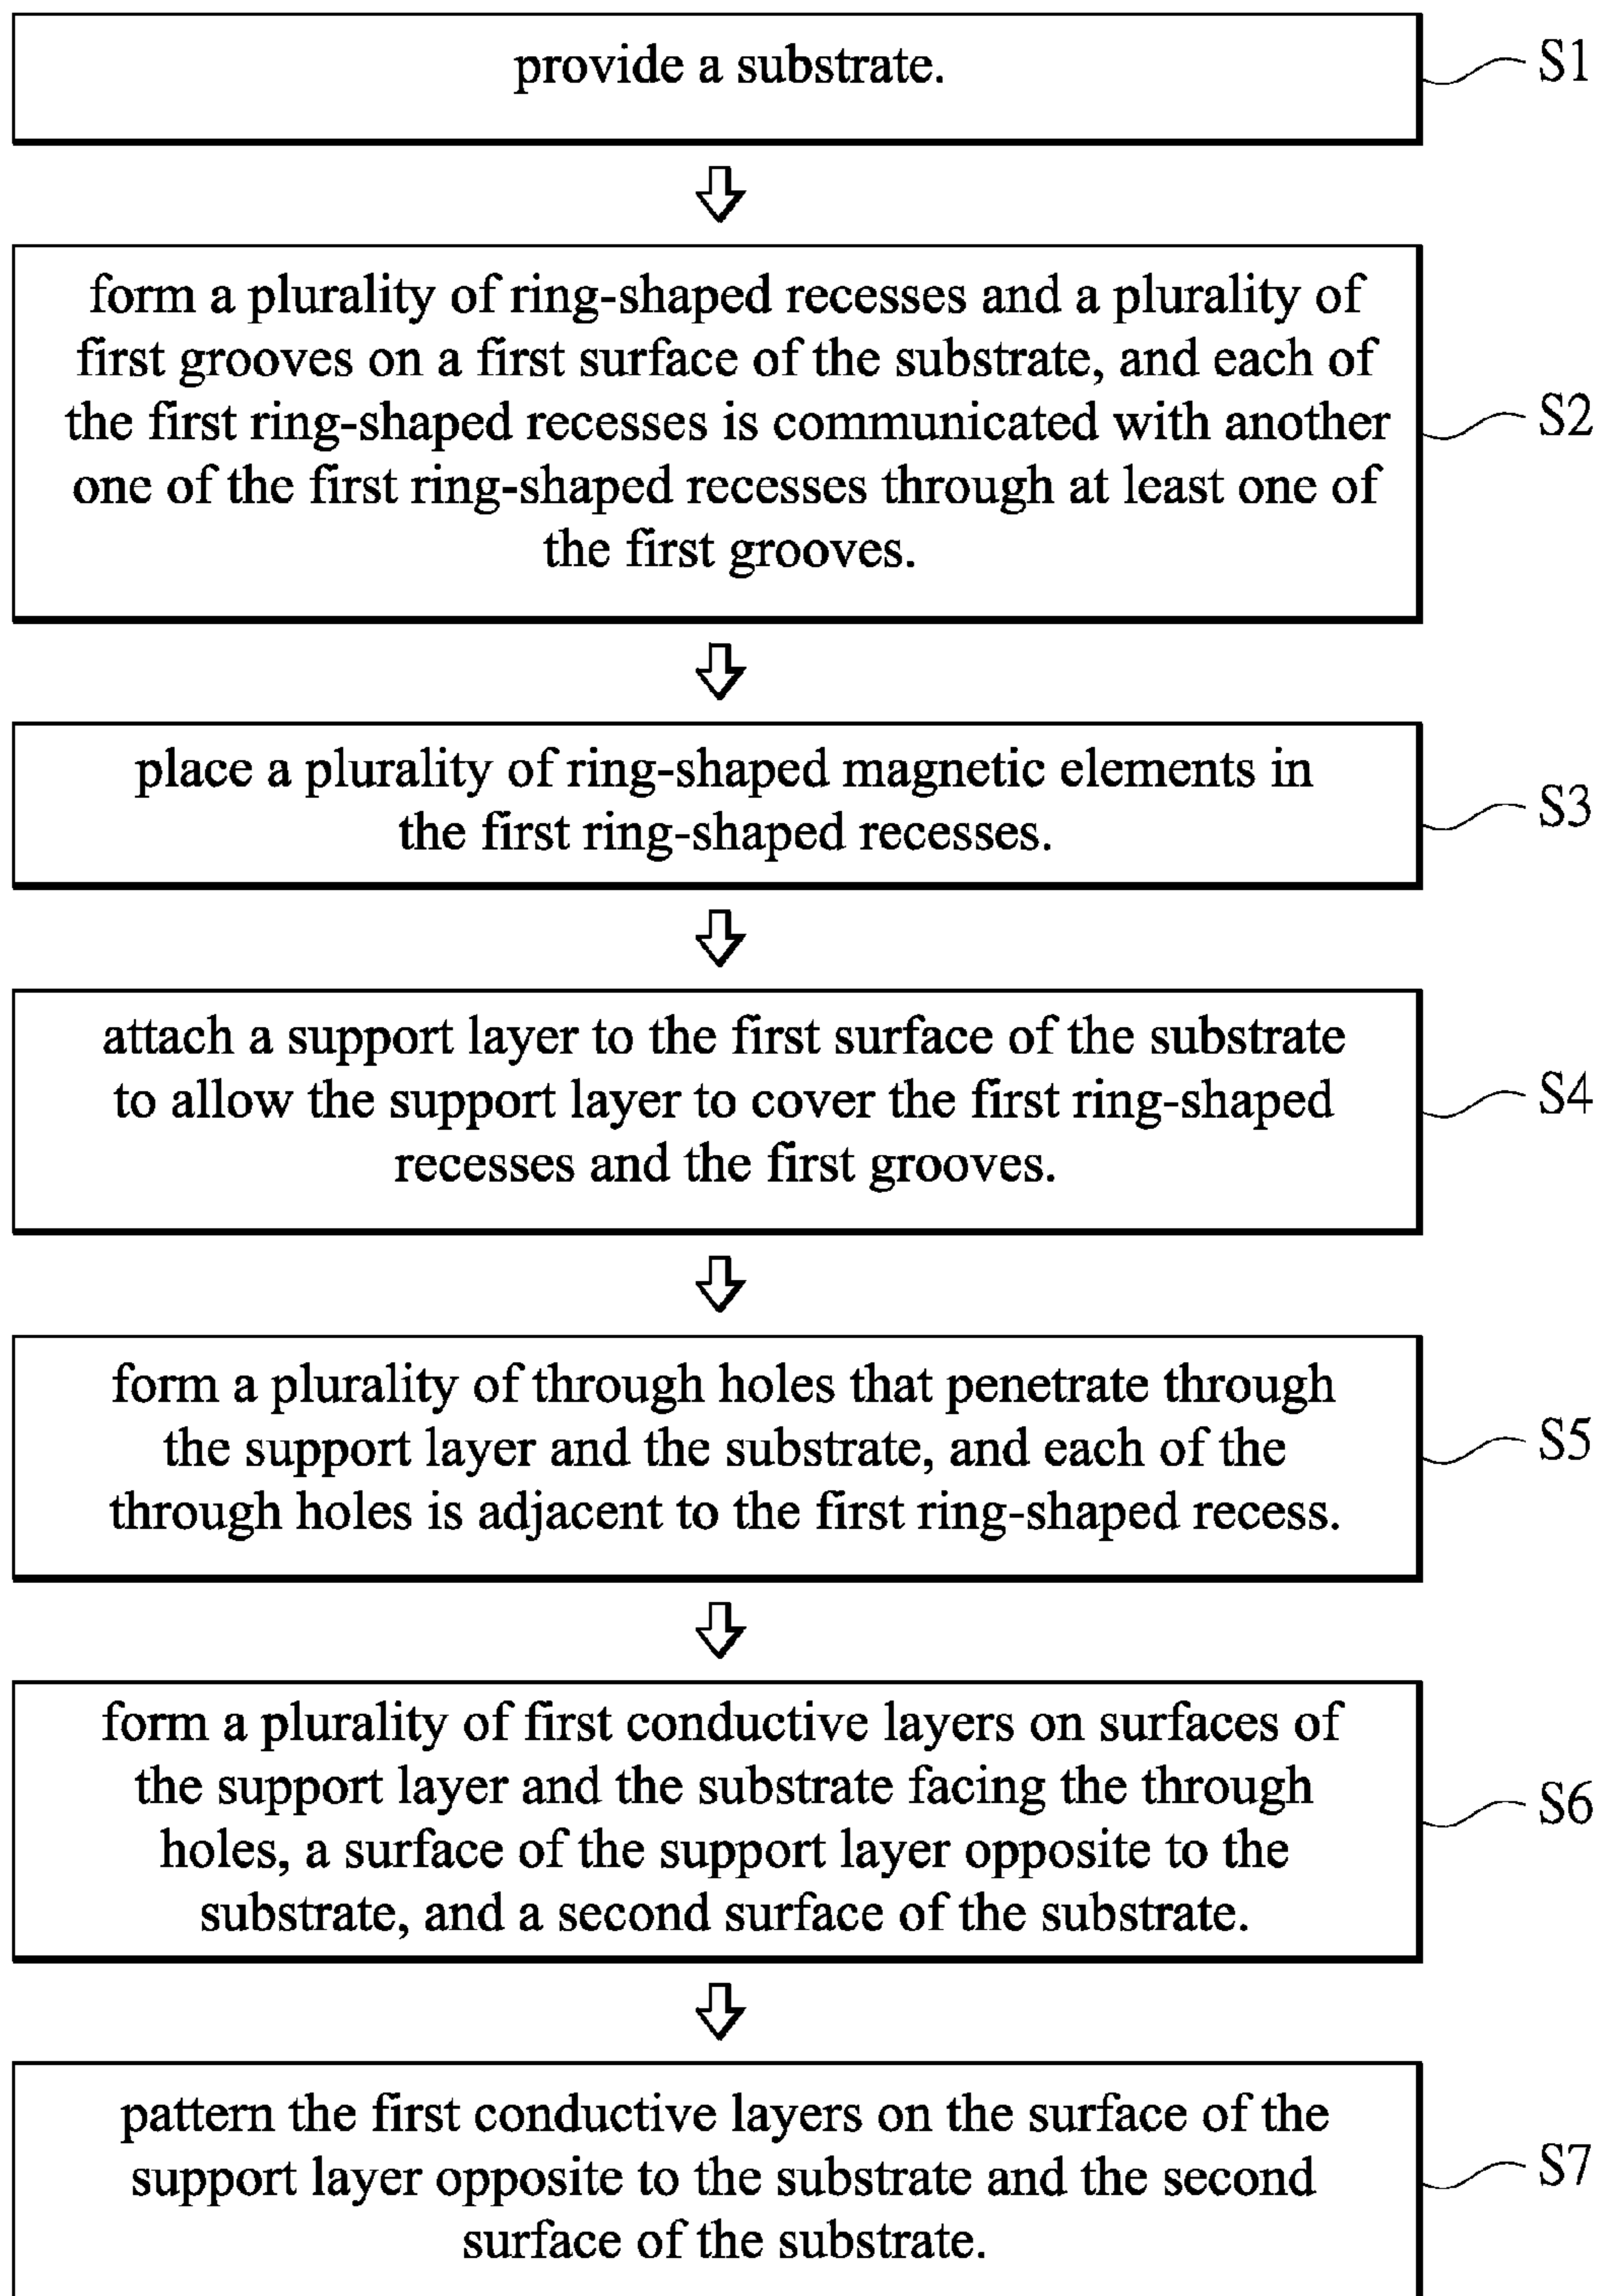 provide a substrate.
S1
form a plurality of ring-shaped recesses and a plurality of
first grooves on a first surface of the substrate, and each of
the first ring-shaped recesses is communicated with another
one of the first ring-shaped recesses through at least one of
the first grooves.
S2
place a plurality of ring-shaped magnetic elements in
the first ring-shaped recesses.
S3
attach a support layer to the first surface of the substrate
to allow the support layer to cover the first ring-shaped
recesses and the first grooves.
S4
form a plurality of through holes that penetrate through
the support layer and the substrate, and each of the
through holes is adjacent to the first ring-shaped recess.
S5
form a plurality of first conductive layers on surfaces of
the support layer and the substrate facing the through
holes, a surface of the support layer opposite to the
substrate, and a second surface of the substrate.
S6
pattern the first conductive layers on the surface of the
support layer opposite to the substrate and the second
surface of the substrate.
S7